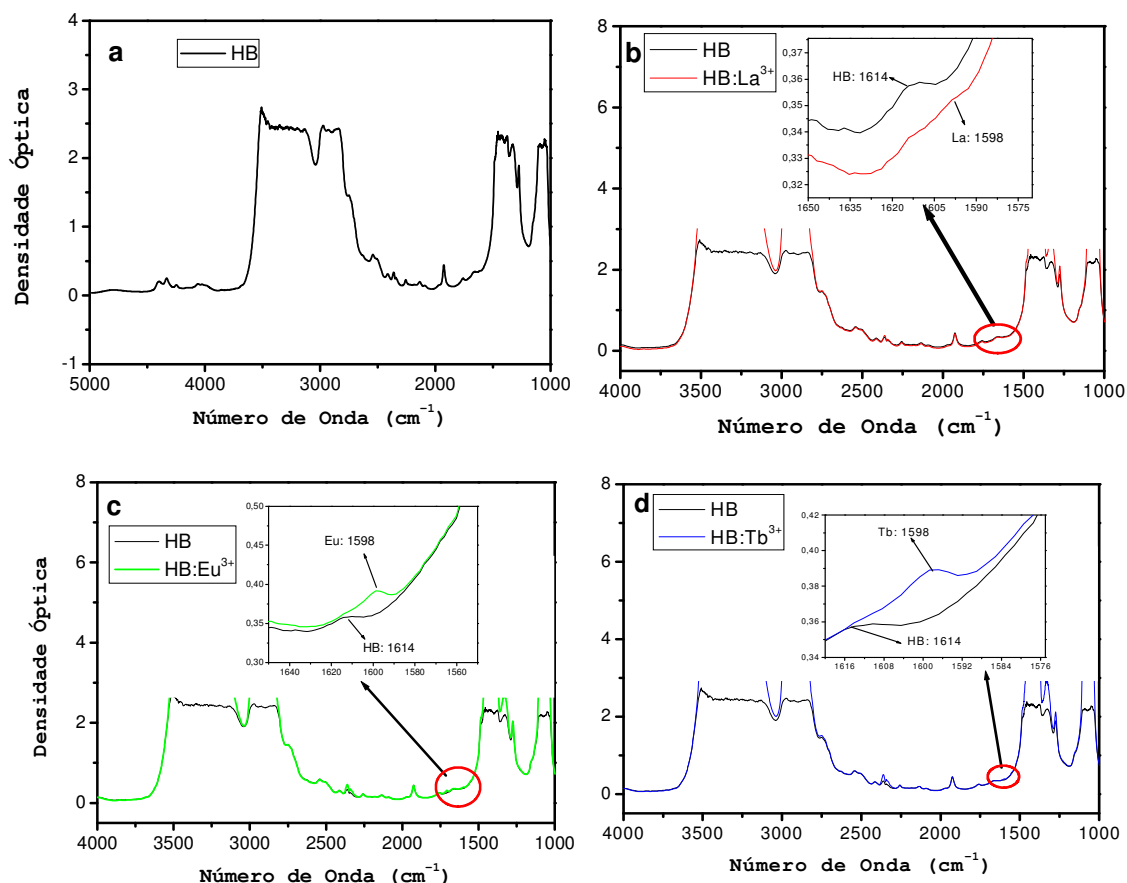 a
HB
Densidade Óptica
4
3
2
1
0
-1
5000 4000 3000 2000 1000
Número de Onda (cm⁻¹)
b
HB
HB:La³⁺
8
6
4
2
0
4000 3500 3000 2500 2000 1500 1000
Número de Onda (cm⁻¹)
0,37
0,36
0,35
0,34
0,33
0,32
1650 1635 1620 1605 1590 1575
HB: 1614
La: 1598
c
HB
HB:Eu³⁺
Densidade Óptica
8
6
4
2
0
4000 3500 3000 2500 2000 1500 1000
Número de Onda (cm⁻¹)
0,50
0,45
0,40
0,35
0,30
1640 1620 1600 1580 1560
Eu: 1598
HB: 1614
d
HB
HB:Tb³⁺
8
6
4
2
0
4000 3500 3000 2500 2000 1500 1000
Número de Onda (cm⁻¹)
0,42
0,40
0,38
0,36
0,34
1616 1608 1600 1592 1584 1576
Tb: 1598
HB: 1614